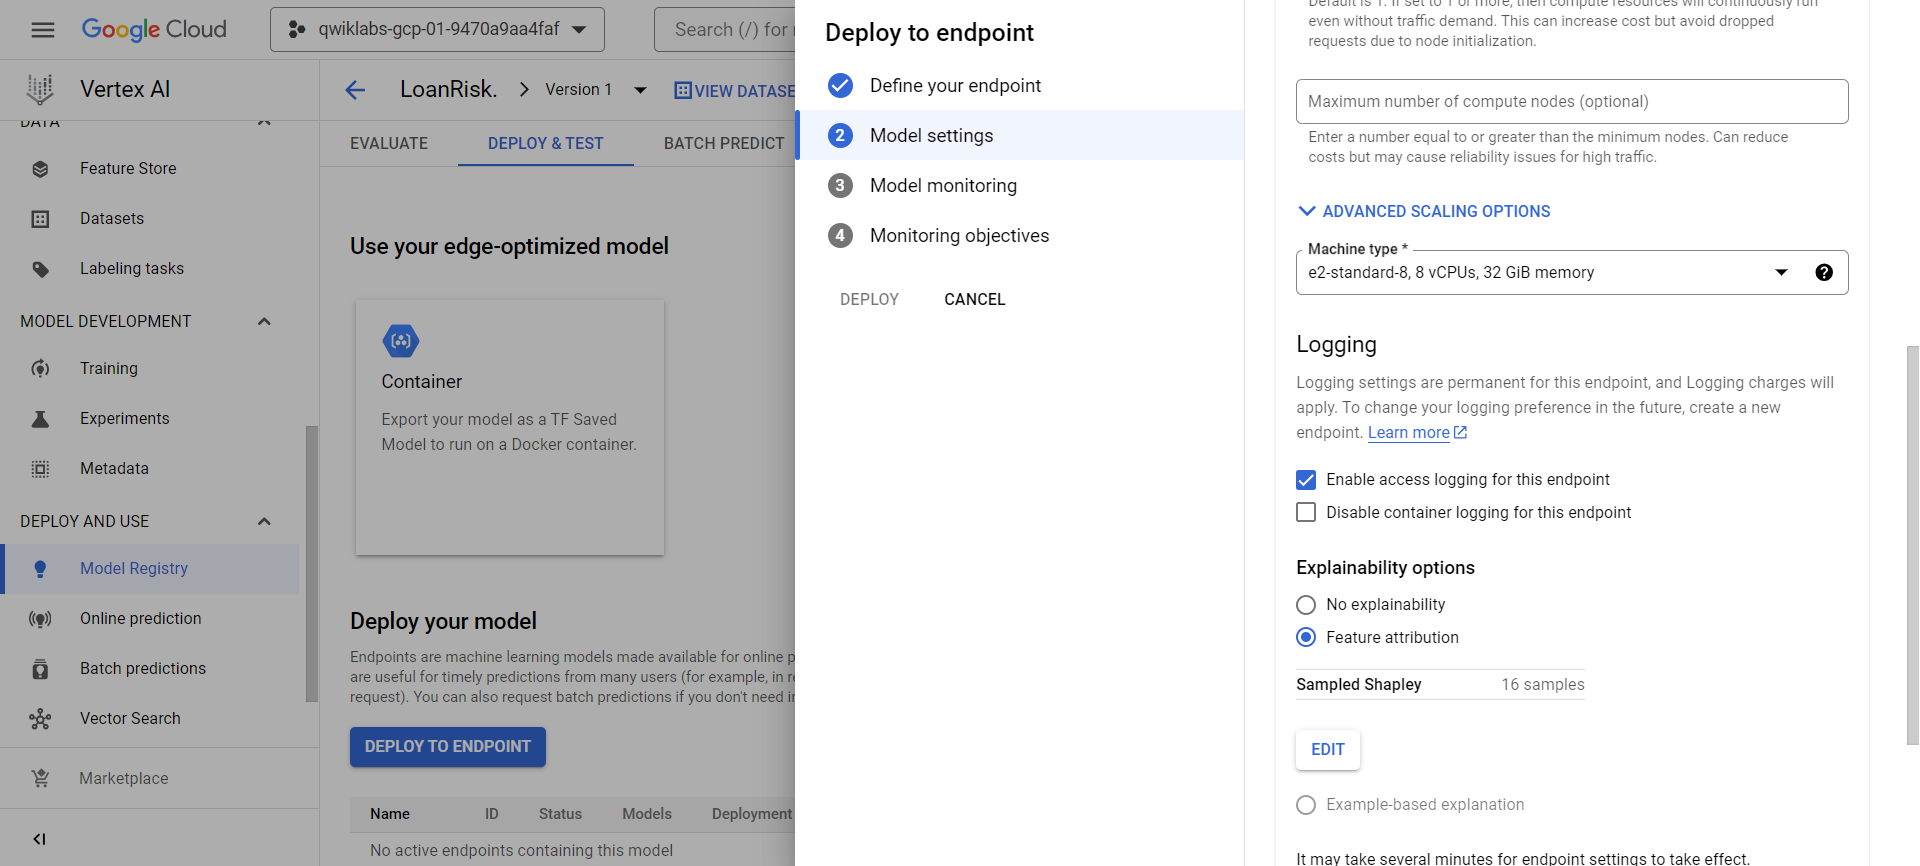 Google Cloud
qwiklabs-gcp-01-9470a9aa4faf
Search (/) for
Vertex AI
DATA
Feature Store
Datasets
Labeling tasks
MODEL DEVELOPMENT
Training
Experiments
Metadata
DEPLOY AND USE
Model Registry
Online prediction
Batch predictions
Vector Search
Marketplace
LoanRisk.
Version 1
VIEW DATASE
EVALUATE
DEPLOY & TEST
BATCH PREDICT
Use your edge-optimized model
Container
Export your model as a TF Saved
Model to run on a Docker container.
Deploy your model
Endpoints are machine learning models made available for online p
are useful for timely predictions from many users (for example, in re
request). You can also request batch predictions if you don't need in
DEPLOY TO ENDPOINT
Name ID Status Models Deployment
No active endpoints containing this model
Deploy to endpoint
Define your endpoint
2 Model settings
3 Model monitoring
4 Monitoring objectives
DEPLOY CANCEL
Default is 1. If set to 1 or more, then compute resources will continuously run
even without traffic demand. This can increase cost but avoid dropped
requests due to node initialization.
Maximum number of compute nodes (optional)
Enter a number equal to or greater than the minimum nodes. Can reduce
costs but may cause reliability issues for high traffic.
ADVANCED SCALING OPTIONS
Machine type *
e2-standard-8, 8 vCPUs, 32 GiB memory
Logging
Logging settings are permanent for this endpoint, and Logging charges will
apply. To change your logging preference in the future, create a new
endpoint. Learn more
Enable access logging for this endpoint
Disable container logging for this endpoint
Explainability options
No explainability
Feature attribution
Sampled Shapley 16 samples
EDIT
Example-based explanation
It may take several minutes for endpoint settings to take effect.